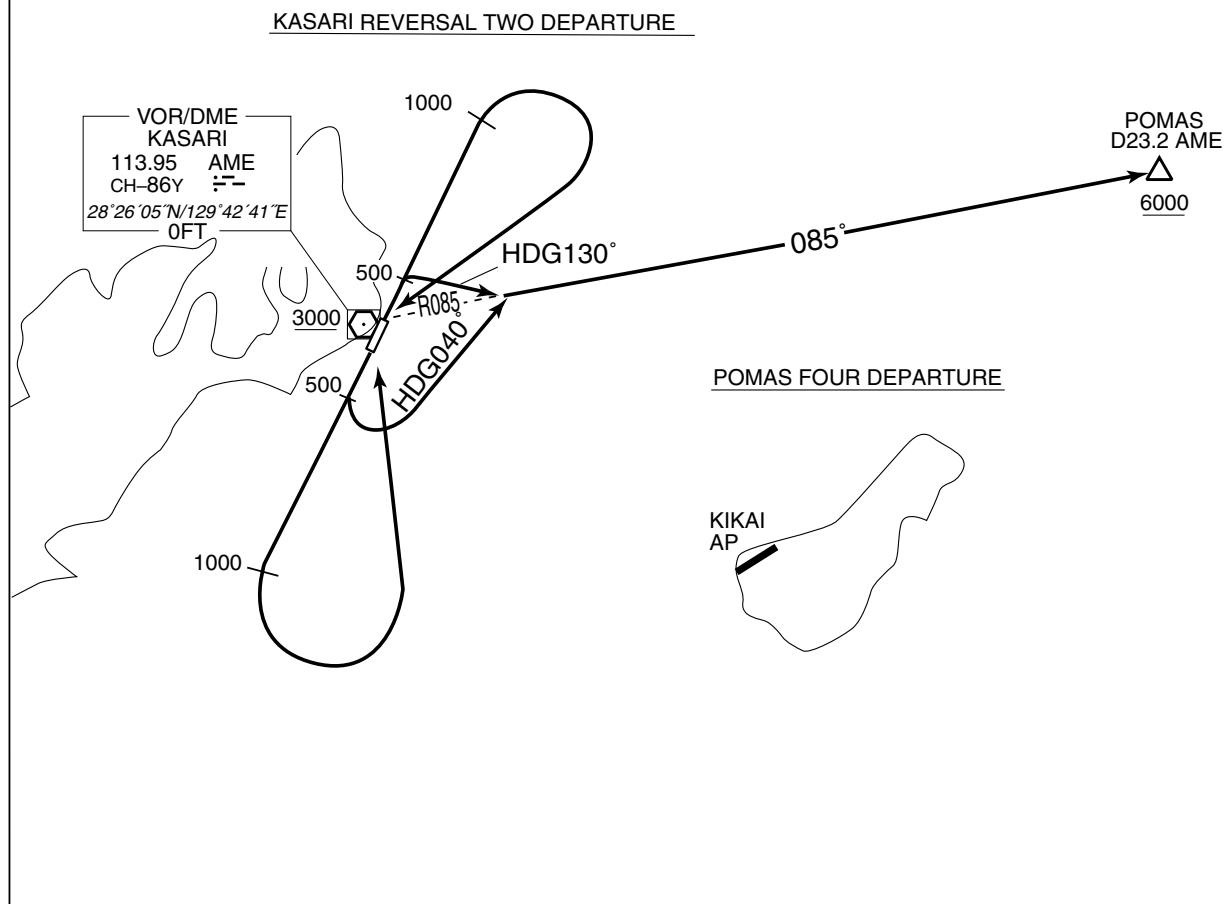 KASARI REVERSAL TWO DEPARTURE
1000
VOR/DME
KASARI
113.95 AME
CH–86Y
28°26´05˝N/129°42´41˝E
0FT
POMAS
D23.2 AME
6000
085°
HDG130°
500
R085
3000
HDG040°
500
POMAS FOUR DEPARTURE
KIKAI
AP
1000